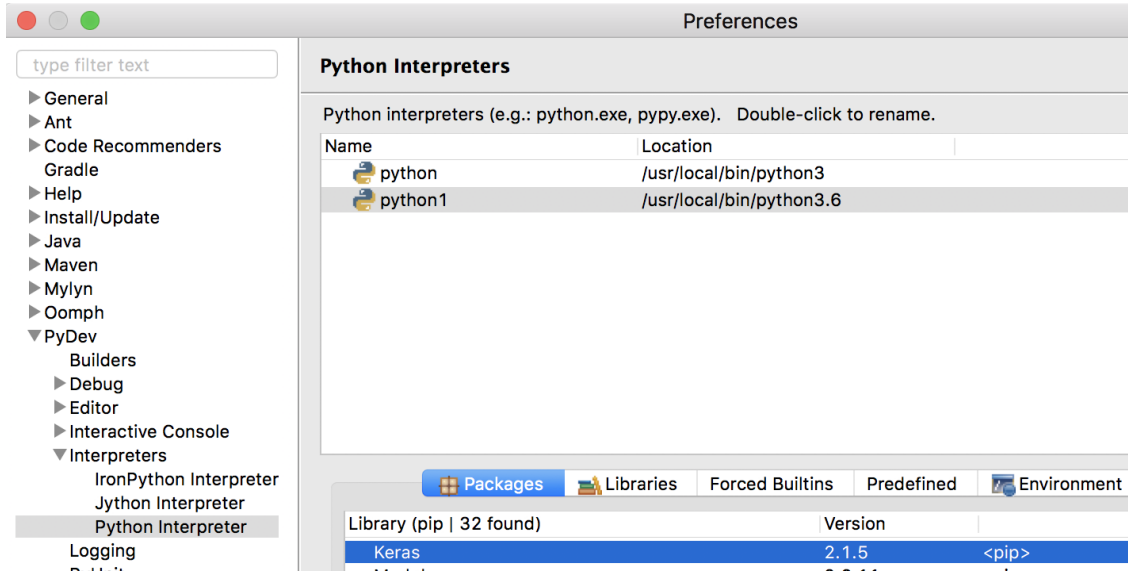 Preferences
type filter text
General
Ant
Code Recommenders
Gradle
Help
Install/Update
Java
Maven
Mylyn
Oomph
PyDev
Builders
Debug
Editor
Interactive Console
Interpreters
IronPython Interpreter
Jython Interpreter
Python Interpreter
Logging
Python Interpreters
Python interpreters (e.g.: python.exe, pypy.exe). Double-click to rename.
Name Location
python /usr/local/bin/python3
python1 /usr/local/bin/python3.6
Packages Libraries Forced Builtins Predefined Environment
Library (pip | 32 found) Version
Keras 2.1.5 <pip>